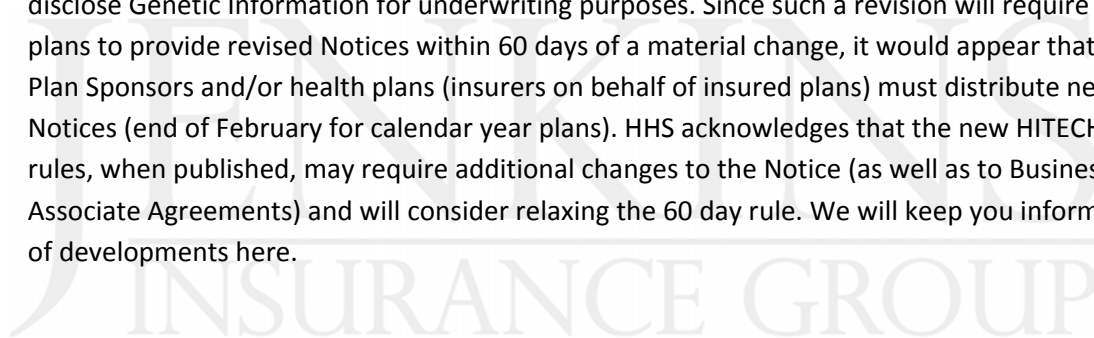 disclose Genetic Information for underwriting purposes. Since such a revision will require
plans to provide revised Notices within 60 days of a material change, it would appear that
Plan Sponsors and/or health plans (insurers on behalf of insured plans) must distribute ne
Notices (end of February for calendar year plans). HHS acknowledges that the new HITECH
rules, when published, may require additional changes to the Notice (as well as to Busines
Associate Agreements) and will consider relaxing the 60 day rule. We will keep you inform
of developments here.
JENKINS
INSURANCE GROUP